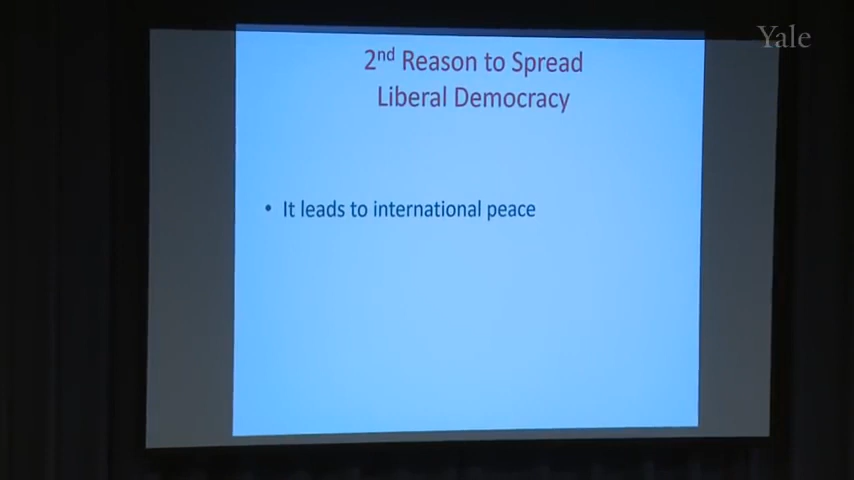 Yale
2nd Reason to Spread
Liberal Democracy
• It leads to international peace